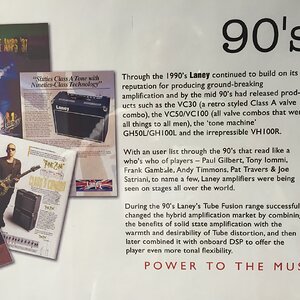 90's
AMPS '97
"Sixties Class A Tone with
Nineties-Class Technology"
Laney
Through the 1990's Laney continued to build on its
reputation for producing ground-breaking
amplification and by the mid 90's had released prod-
ucts such as the VC30 (a retro styled Class A valve
combo), the VC50/VC100 (all valve combos that were
all things to all men), the 'tone machine'
GH50L/GH100L and the irrepressible VH100R.
With an user list through the 90's that read like a
who's who of players – Paul Gilbert, Tony Iommi,
Frank Gambale, Andy Timmons, Pat Travers & Joe
Satriani, to name a few, Laney amplifiers were being
seen on stages all over the world.
During the 90's Laney's Tube Fusion range successful
changed the hybrid amplification market by combining
the benefits of solid state amplification with the
warmth and desirability of Tube distortion, and then
later combined it with onboard DSP to offer the
player even more tonal flexibility.
POWER TO THE MUS